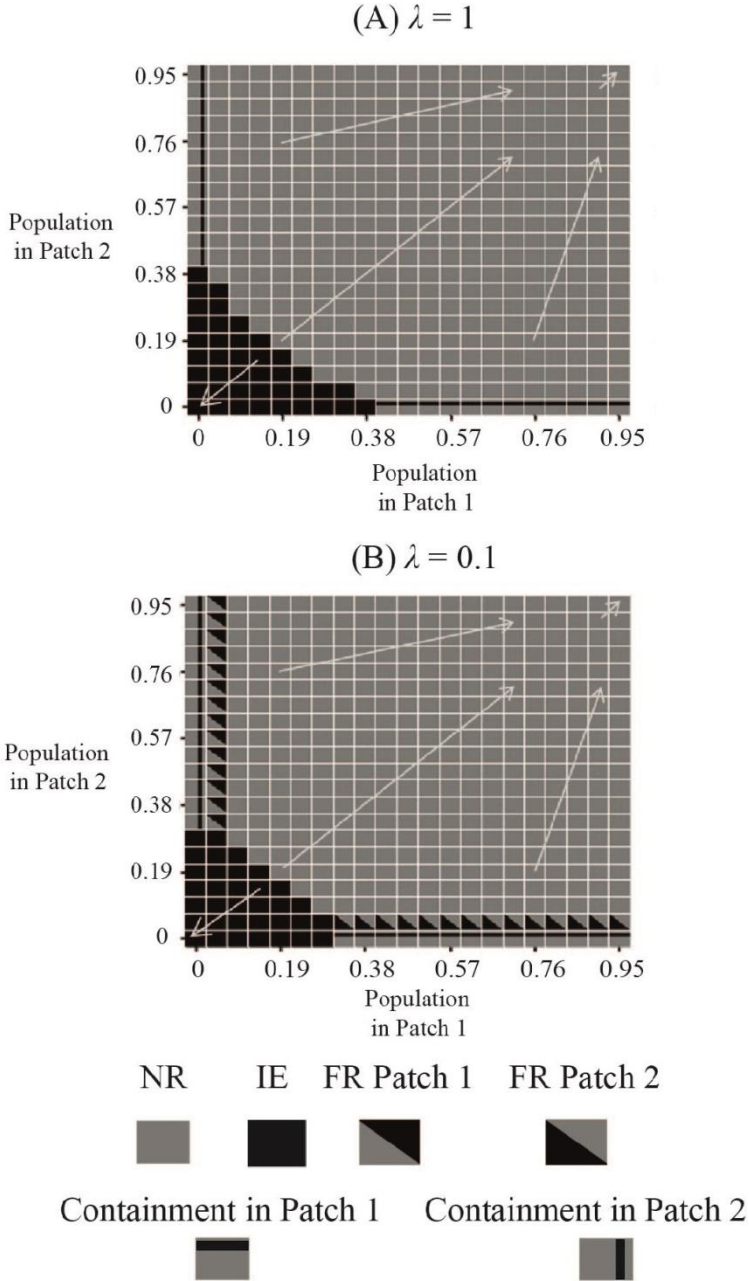 (A) λ = 1
0.95
0.76
0.57
0.38
0.19
0
Population
in Patch 2
0 0.19 0.38 0.57 0.76 0.95
Population
in Patch 1
(B) λ = 0.1
0.95
0.76
0.57
0.38
0.19
0
Population
in Patch 2
0 0.19 0.38 0.57 0.76 0.95
Population
in Patch 1
NR IE FR Patch 1 FR Patch 2
Containment in Patch 1 Containment in Patch 2